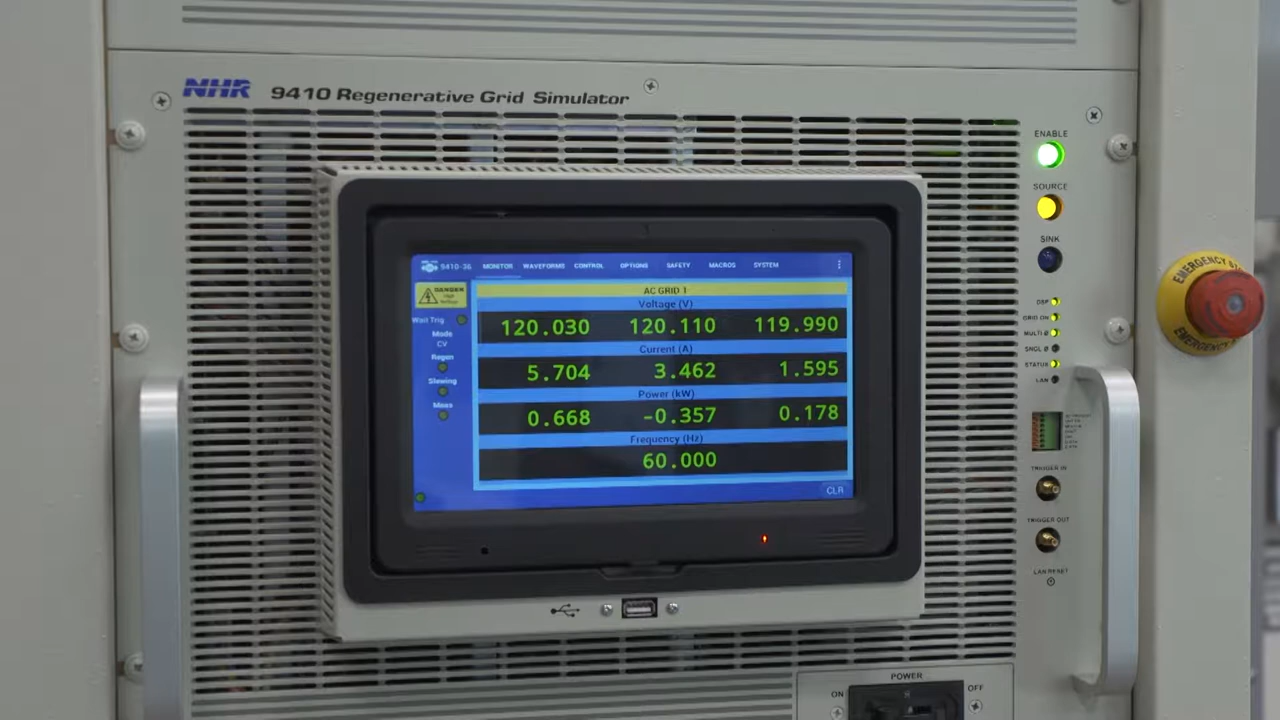 NHR 9410 Regenerative Grid Simulator
ENABLE
SOURCE
SINK
9410-36 MONITOR WAVEFORMS CONTROL OPTIONS SAFETY MACROS SYSTEM
DANGER
High
Voltage
AC GRID 1
Voltage (V)
120.030 120.110 119.990
Wait Trig
Mode
CV
Current (A)
Regen
5.704 3.462 1.595
Slewing
Power (kW)
0.668 -0.357 0.178
Frequency (Hz)
60.000
CLR
DSP
GRID ON
MULTI Ø
SNGL Ø
STATUS
LAN
TRIGGER IN
TRIGGER OUT
LAN RESET
EMERGENCY
EMERGENCY
POWER
ON OFF